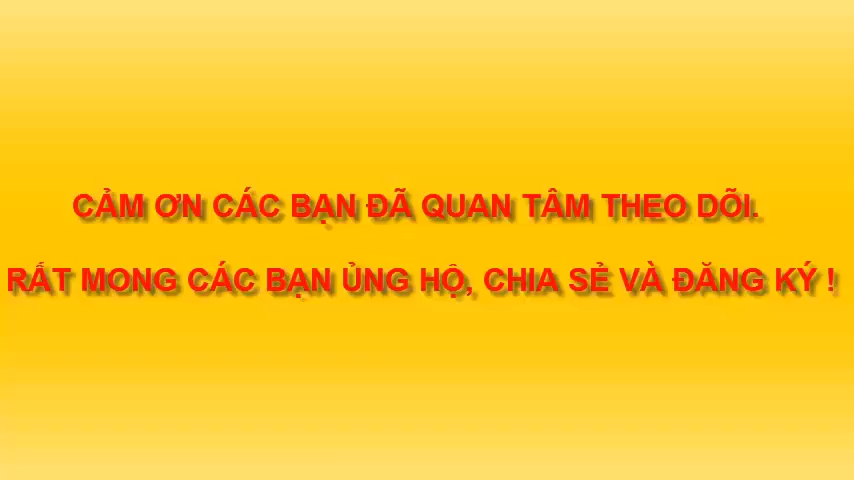 CẢM ƠN CÁC BẠN ĐÃ QUAN TÂM THEO DÕI.
RẤT MONG CÁC BẠN ỦNG HỘ, CHIA SẺ VÀ ĐĂNG KÝ !